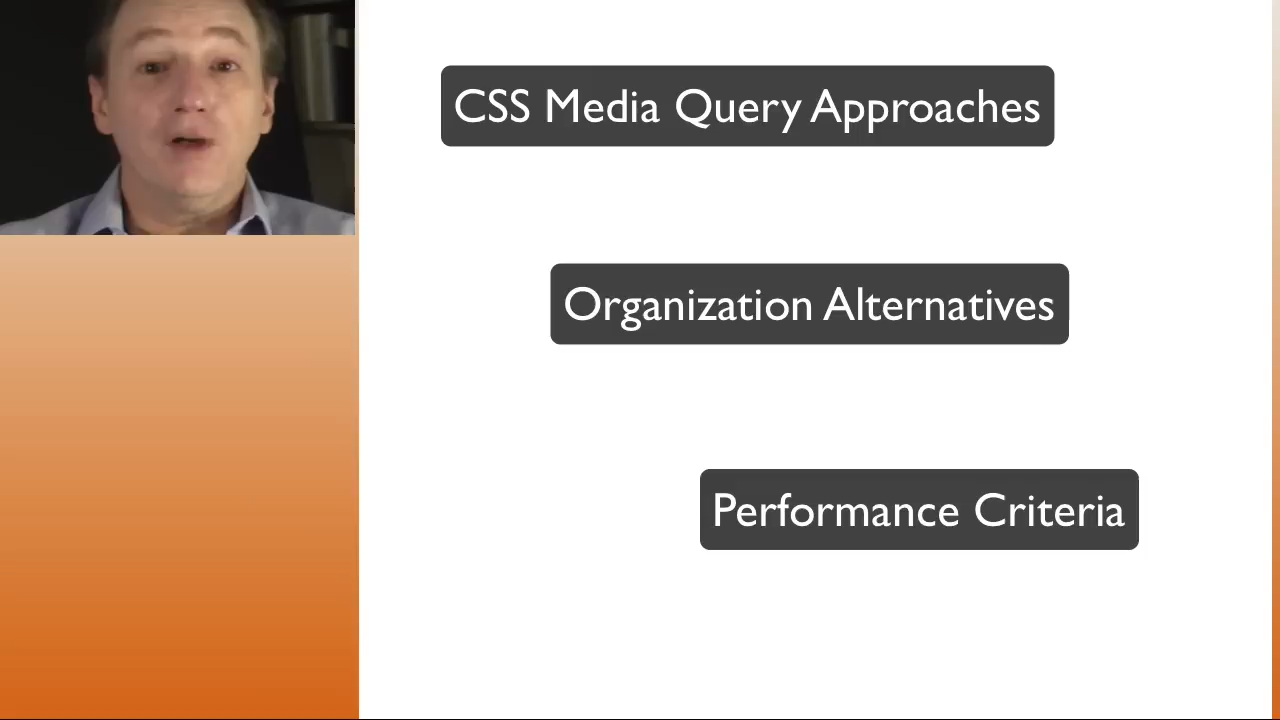 CSS Media Query Approaches
Organization Alternatives
Performance Criteria